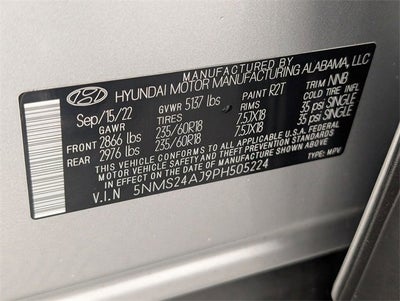 MANUFACTURED BY
HYUNDAI MOTOR MANUFACTURING ALABAMA, LLC
Sep/15/22 GVWR 5137 lbs PAINT R2T TRIM NNB
GAWR TIRES RIMS COLD TIRE INFL
FRONT 2866 lbs 235/60R18 7.5JX18 35 psi SINGLE
REAR 2976 lbs 235/60R18 7.5JX18 35 psi SINGLE
THIS VEHICLE CONFORMS TO ALL APPLICABLE U.S. FEDERAL
MOTOR VEHICLE SAFETY AND THEFT PREVENTION STANDARDS
IN EFFECT ON THE DATE OF MANUFACTURE SHOWN ABOVE.
V.I.N 5NMS24AJ9PH505224 TYPE: MPV